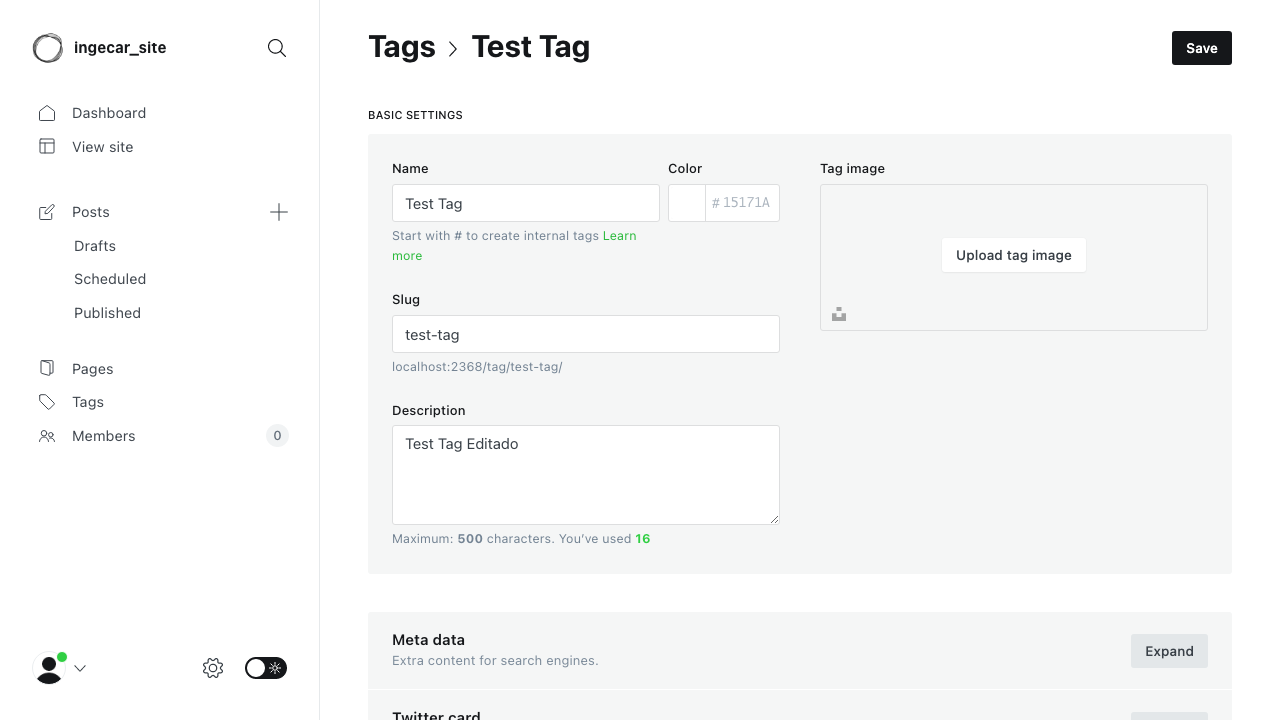 ingecar_site
Dashboard
View site
Posts
Drafts
Scheduled
Published
Pages
Tags
Members
0
Tags > Test Tag
Save
BASIC SETTINGS
Name
Test Tag
Start with # to create internal tags Learn
more
Color
# 15171A
Slug
test-tag
localhost:2368/tag/test-tag/
Description
Test Tag Editado
Maximum: 500 characters. You’ve used 16
Tag image
Upload tag image
Meta data
Extra content for search engines.
Expand
Twitter card